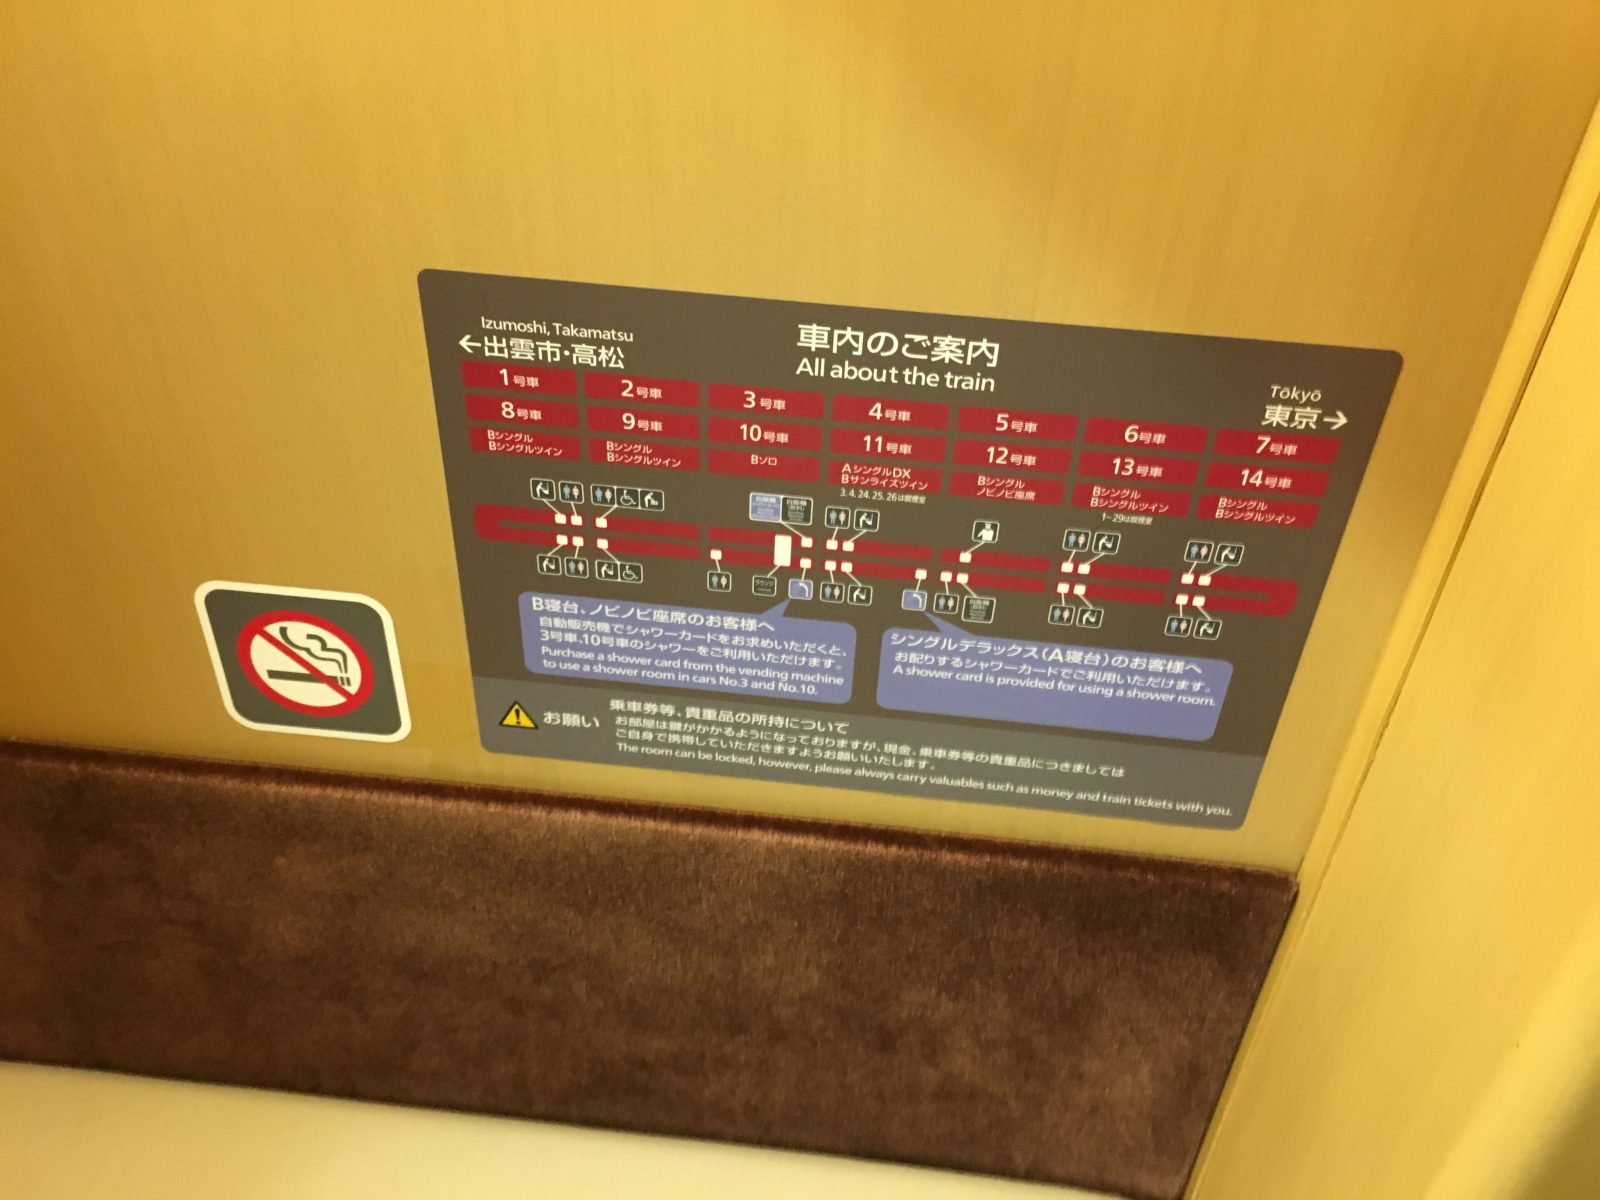 Izumoshi, Takamatsu
←出雲市・高松
車内のご案内
All about the train
Tōkyō
東京→
1号車 2号車 3号車 4号車 5号車 6号車 7号車
8号車 9号車 10号車 11号車 12号車 13号車 14号車
Bシングル
Bシングルツイン
Bシングル
Bシングルツイン
Bソロ
AシングルDX
Bサンライズツイン
3. 4. 24. 25. 26は喫煙室
Bシングル
ノビノビ座席
Bシングル
Bシングルツイン
1~29は喫煙室
Bシングル
Bシングルツイン
ラウンジ
B寝台、ノビノビ座席のお客様へ
自動販売機でシャワーカードをお求めいただくと、
3号車、10号車のシャワーをご利用いただけます。
Purchase a shower card from the vending machine
to use a shower room in cars No.3 and No.10.
シングルデラックス(A寝台)のお客様へ
お配りするシャワーカードでご利用いただけます。
A shower card is provided for using a shower room.
お願い
乗車券等、貴重品の所持について
お部屋は鍵がかかるようになっておりますが、現金、乗車券等の貴重品につきましては
ご自身で携帯していただきますようお願いいたします。
The room can be locked, however, please always carry valuables such as money and train tickets with you.